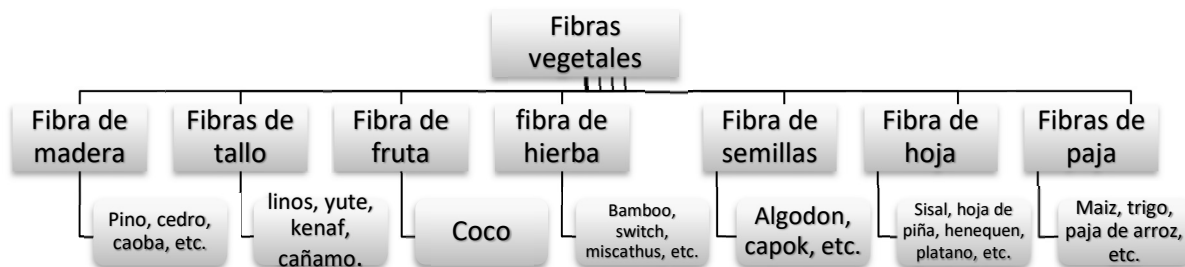 Fibras
vegetales
Fibra de
madera
Fibras de
tallo
Fibra de
fruta
fibra de
hierba
Fibra de
semillas
Fibra de
hoja
Fibras de
paja
Pino, cedro,
caoba, etc.
linos, yute,
kenaf,
cañamo.
Coco
Bamboo,
switch,
miscathus, etc.
Algodon,
capok, etc.
Sisal, hoja de
piña, henequen,
platano, etc.
Maiz, trigo,
paja de arroz,
etc.